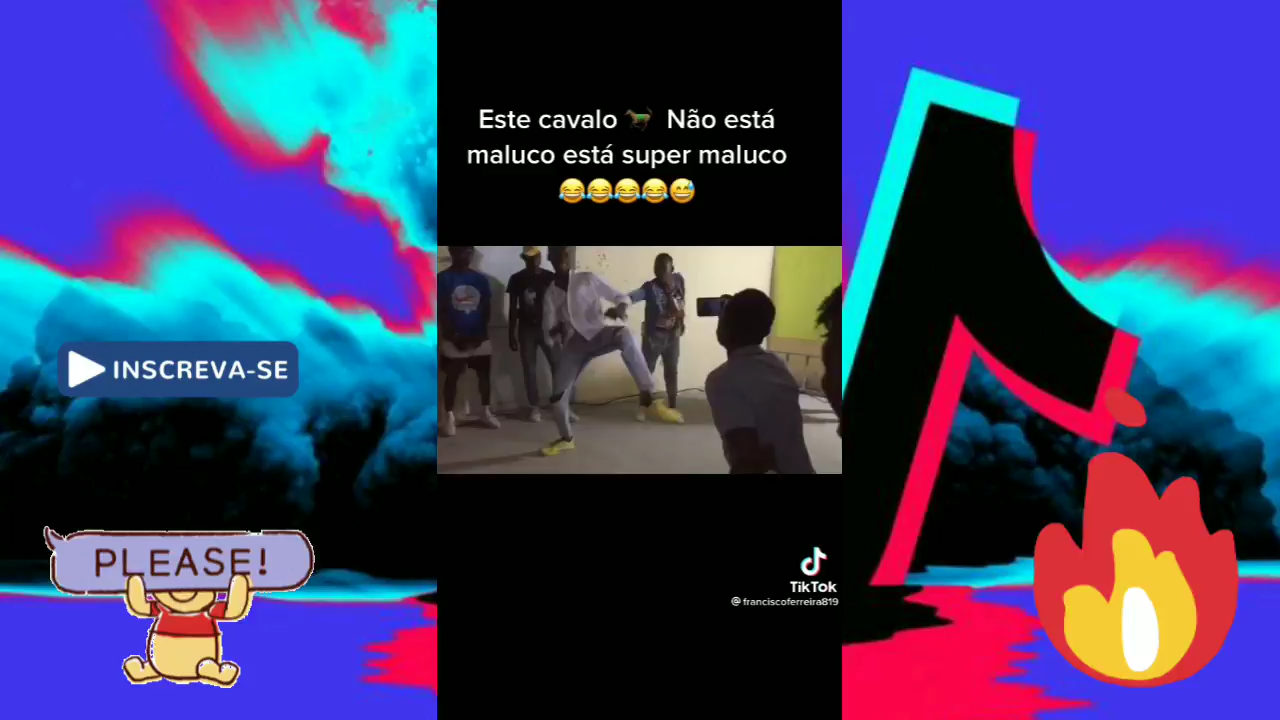 Este cavalo 🐎 Não está
maluco está super maluco
😂😂😂😂😅
INSCREVA-SE
PLEASE!
TikTok
@franciscoferreira819